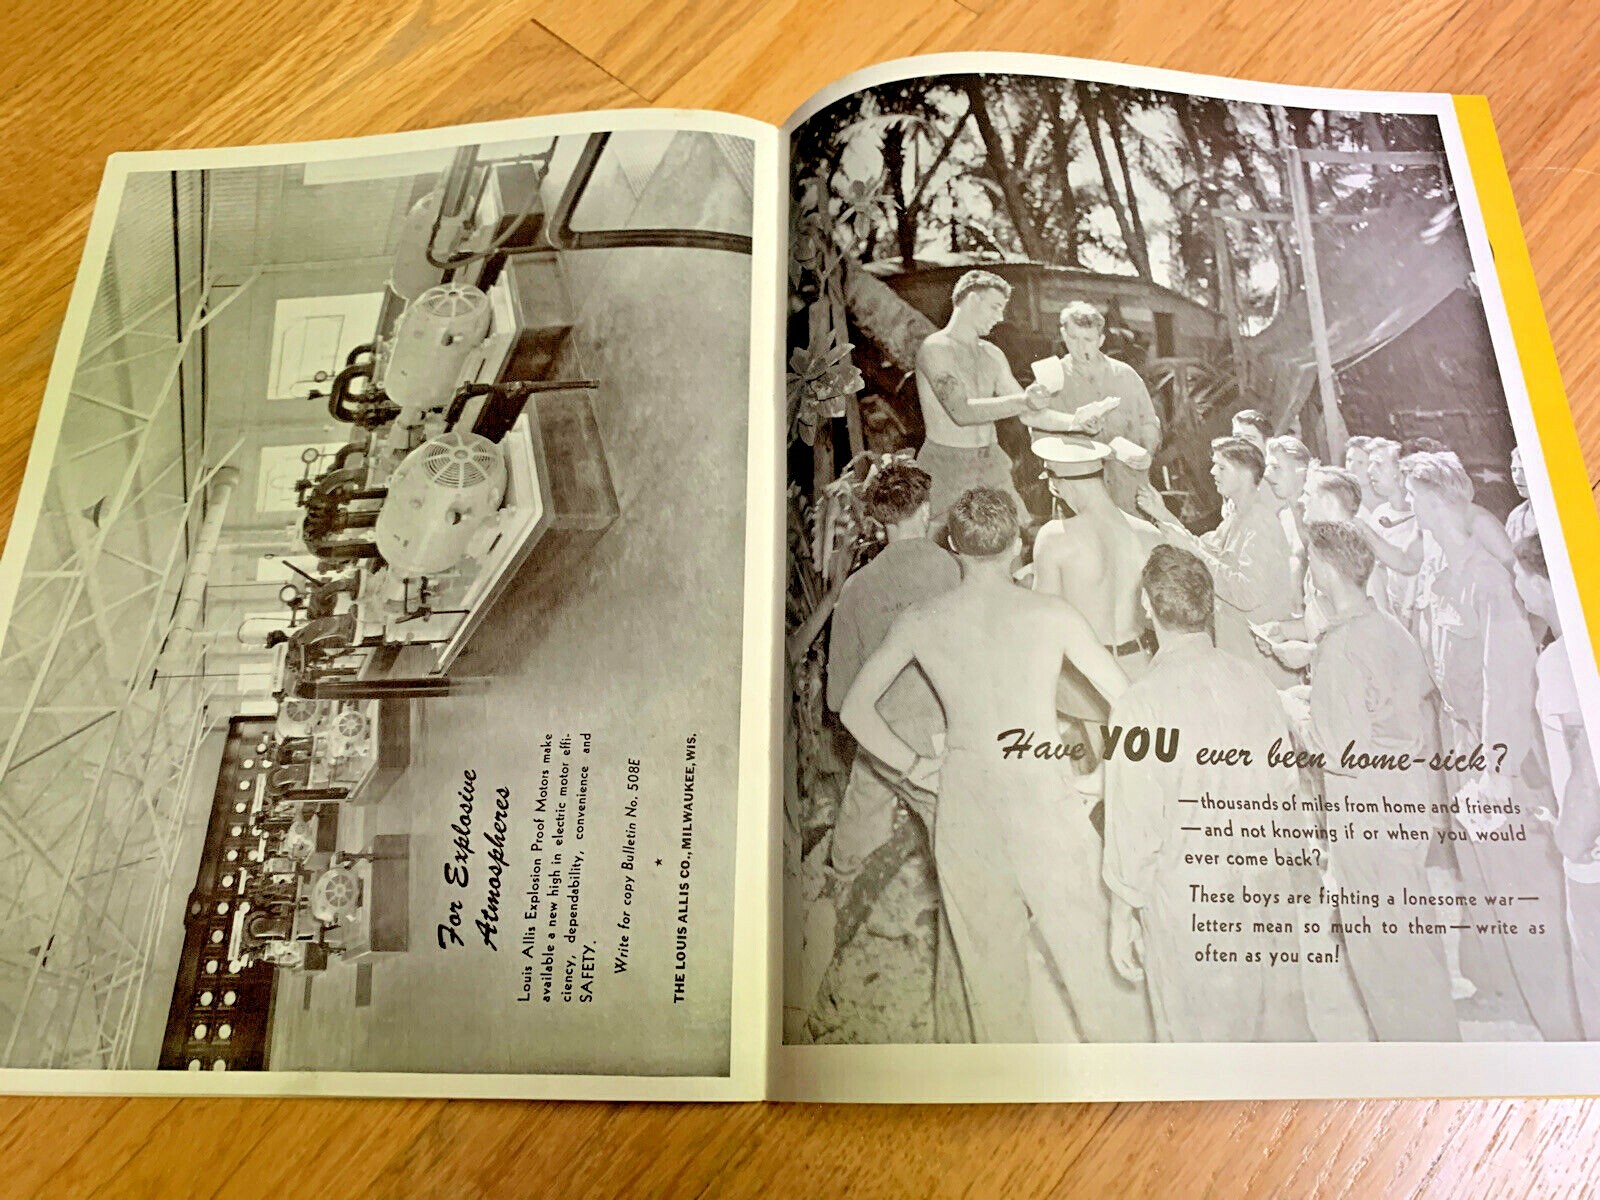 For Explosive
Atmospheres
Louis Allis Explosion Proof Motors make
available a new high in electric motor effi-
ciency, dependability, convenience and
SAFETY.
Write for copy Bulletin No. 508E
★
THE LOUIS ALLIS CO., MILWAUKEE, WIS.
Have YOU ever been home-sick?
—thousands of miles from home and friends
—and not knowing if or when you would
ever come back?
These boys are fighting a lonesome war—
letters mean so much to them—write as
often as you can!